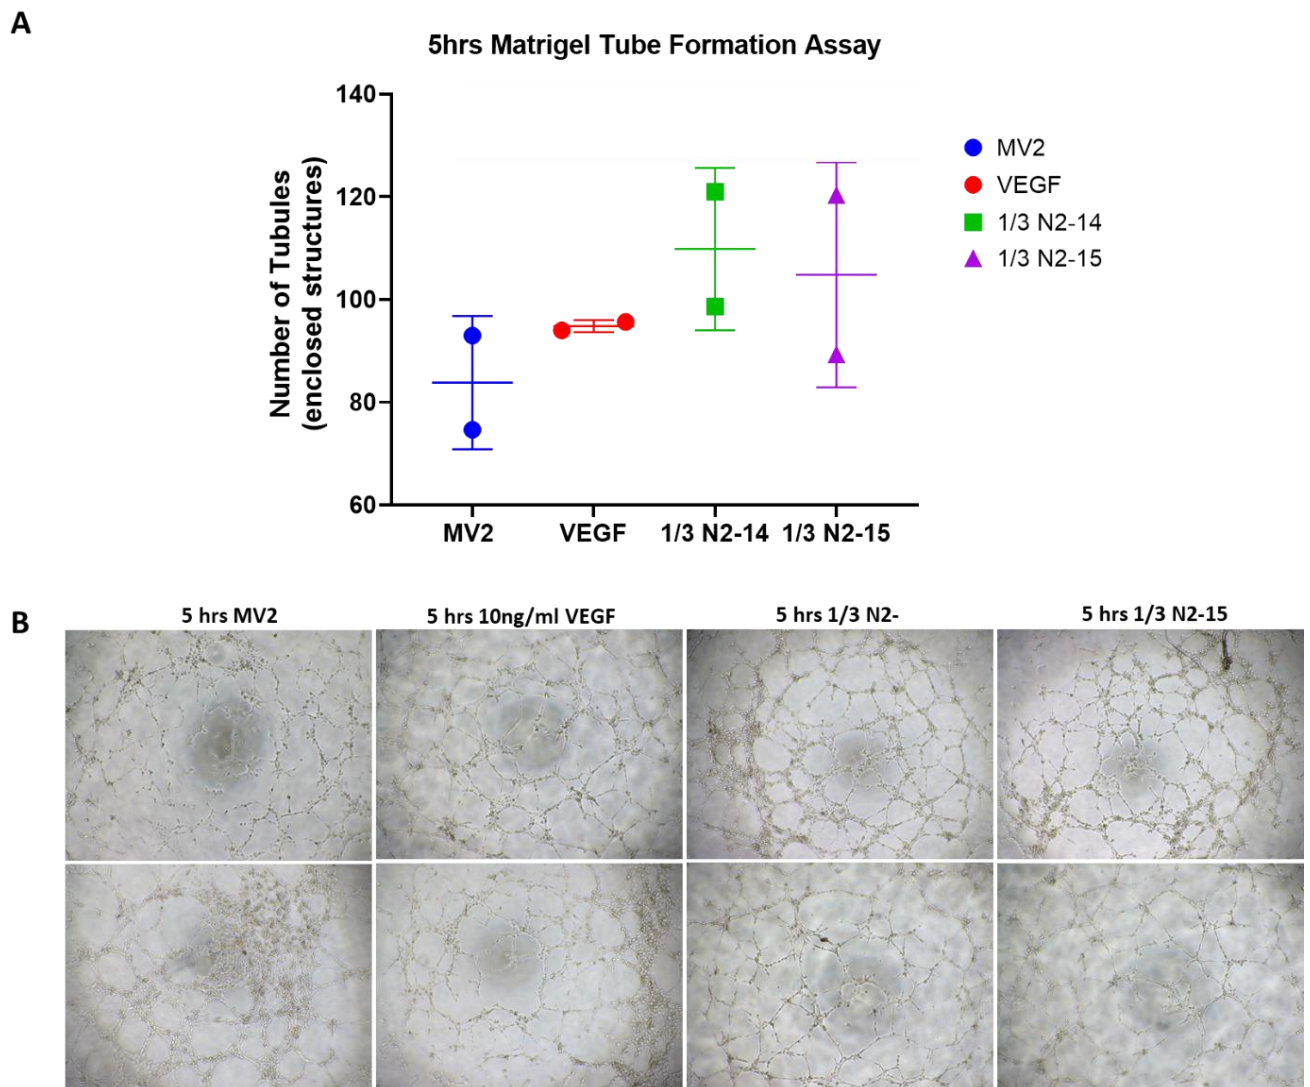 A
5hrs Matrigel Tube Formation Assay
Number of Tubules
(enclosed structures)
140
120
100
80
60
MV2
VEGF
1/3 N2-14
1/3 N2-15
MV2
VEGF
1/3 N2-14
1/3 N2-15
B
5 hrs MV2
5 hrs 10ng/ml VEGF
5 hrs 1/3 N2-
5 hrs 1/3 N2-15